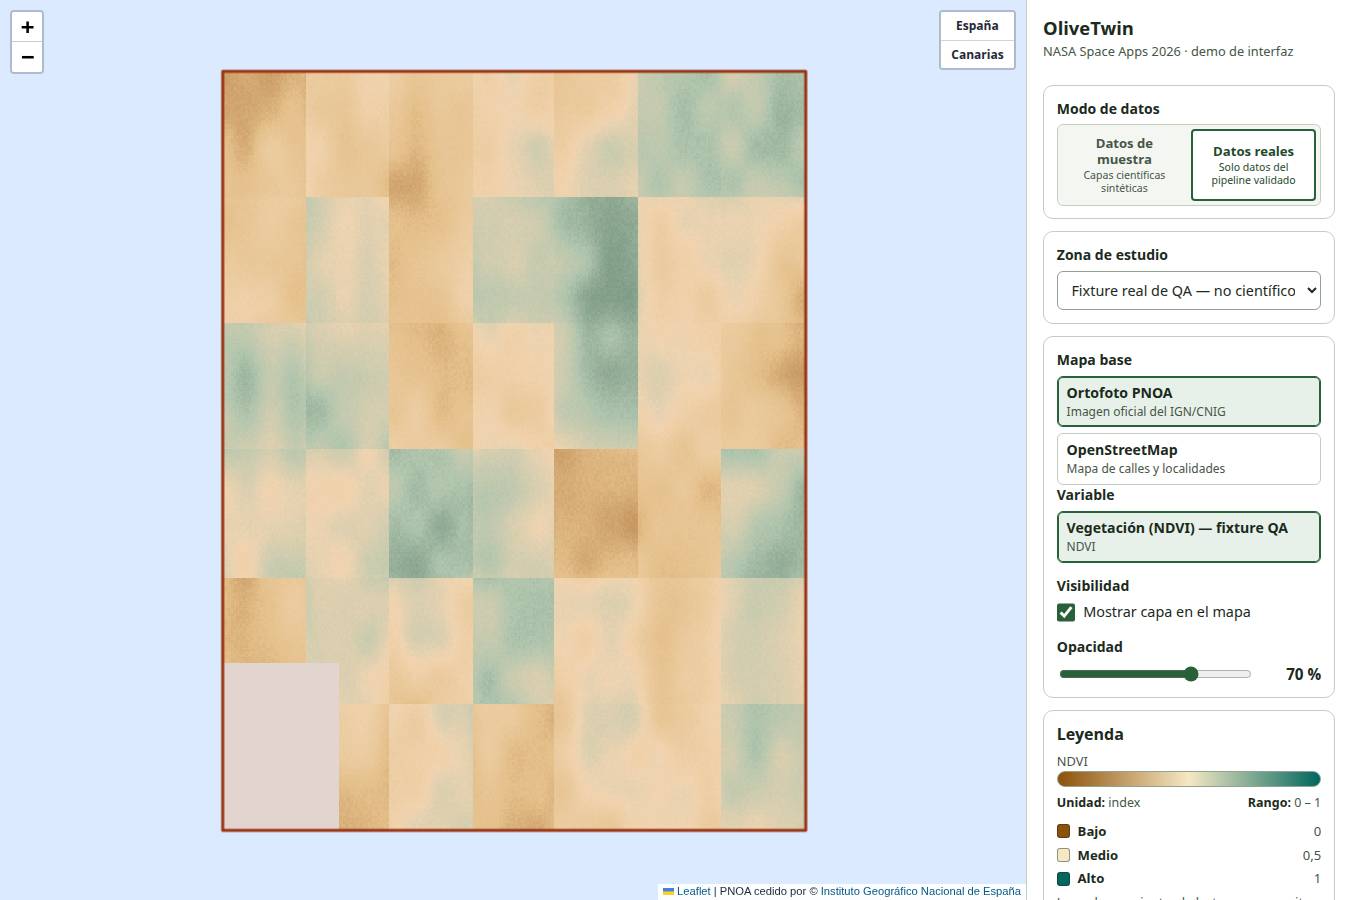 +
−
España
Canarias
Leaflet | PNOA cedido por © Instituto Geográfico Nacional de España
OliveTwin
NASA Space Apps 2026 · demo de interfaz
Modo de datos
Datos de
muestra
Capas científicas
sintéticas
Datos reales
Solo datos del
pipeline validado
Zona de estudio
Fixture real de QA — no científico
Mapa base
Ortofoto PNOA
Imagen oficial del IGN/CNIG
OpenStreetMap
Mapa de calles y localidades
Variable
Vegetación (NDVI) — fixture QA
NDVI
Visibilidad
Mostrar capa en el mapa
Opacidad
70 %
Leyenda
NDVI
Unidad: index Rango: 0 – 1
Bajo 0
Medio 0,5
Alto 1